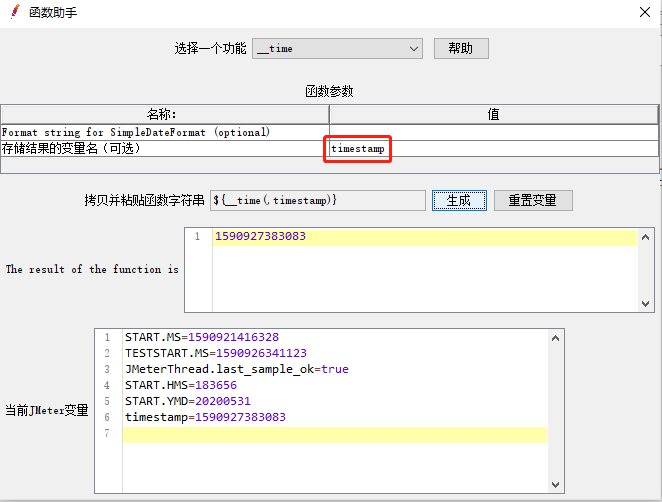 函数助手
选择一个功能 __time 帮助
函数参数
名称: 值
Format string for SimpleDateFormat (optional)
存储结果的变量名（可选） timestamp
拷贝并粘贴函数字符串 ${__time(,timestamp)} 生成 重置变量
The result of the function is
1 1590927383083
当前JMeter变量
1 START.MS=1590921416328
2 TESTSTART.MS=1590926341123
3 JMeterThread.last_sample_ok=true
4 START.HMS=183656
5 START.YMD=20200531
6 timestamp=1590927383083
7